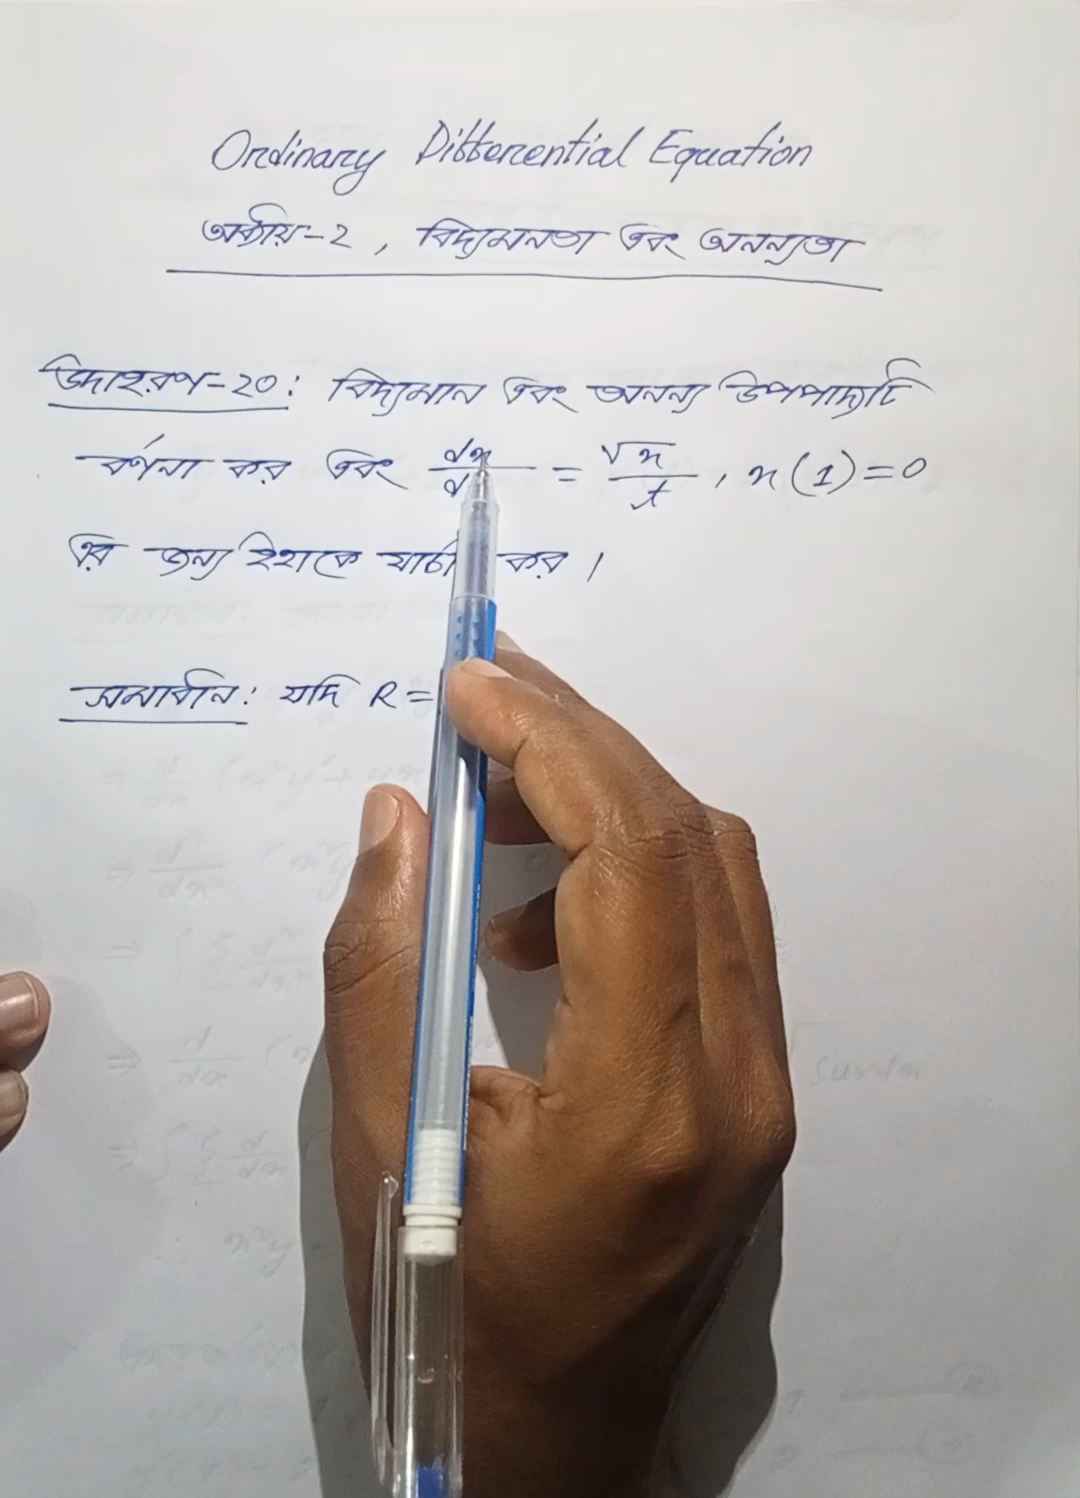 Ordinary Differential Equation
অধ্যায়-2, বিদ্যমানতা এবং অনন্যতা
উদাহরণ-20: বিদ্যমান এবং অনন্য উপপাদ্যটি
বর্ণনা কর এবং dx/d = √x/t, x(1)=0
এর জন্য ইহাকে যাচা কর।
সমাধান: যদি R=